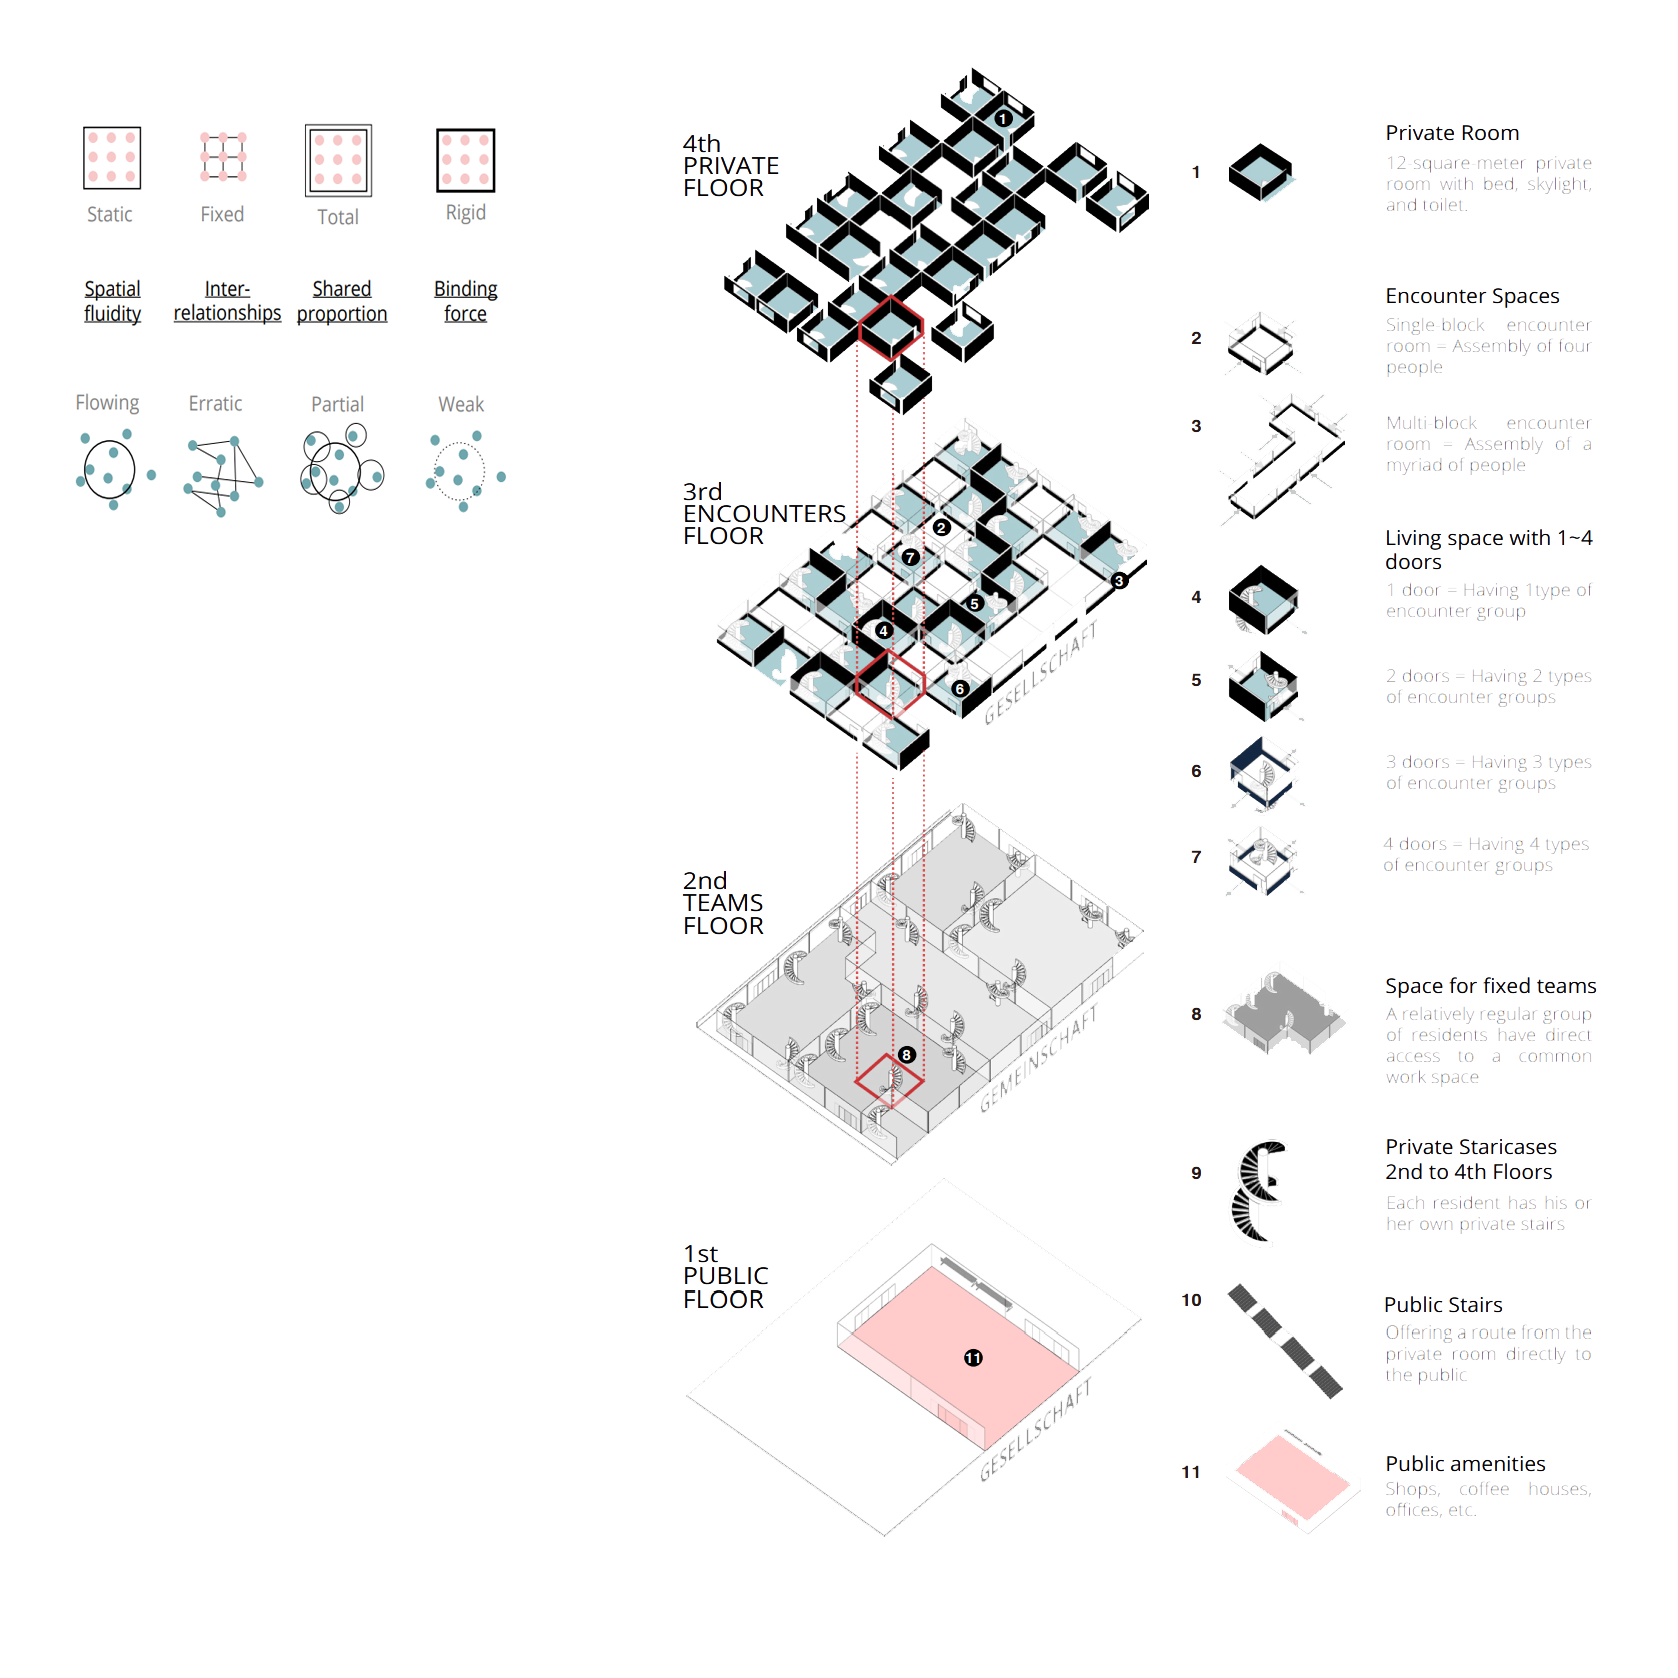 Static
Fixed
Total
Rigid
Spatial
fluidity
Inter-
relationships
Shared
proportion
Binding
force
Flowing
Erratic
Partial
Weak
4th
PRIVATE
FLOOR
1
3rd
ENCOUNTERS
FLOOR
2
7
3
5
4
6
GESELLSCHAFT
2nd
TEAMS
FLOOR
8
GEMEINSCHAFT
1st
PUBLIC
FLOOR
11
GESELLSCHAFT
1
Private Room
12-square-meter private
room with bed, skylight,
and toilet.
Encounter Spaces
2
Single-block encounter
room = Assembly of four
people
3
Multi-block encounter
room = Assembly of a
myriad of people
Living space with 1~4
doors
4
1 door = Having 1type of
encounter group
5
2 doors = Having 2 types
of encounter groups
6
3 doors = Having 3 types
of encounter groups
7
4 doors = Having 4 types
of encounter groups
8
Space for fixed teams
A relatively regular group
of residents have direct
access to a common
work space
9
Private Staricases
2nd to 4th Floors
Each resident has his or
her own private stairs
10
Public Stairs
Offering a route from the
private room directly to
the public
11
Public amenities
Shops, coffee houses,
offices, etc.